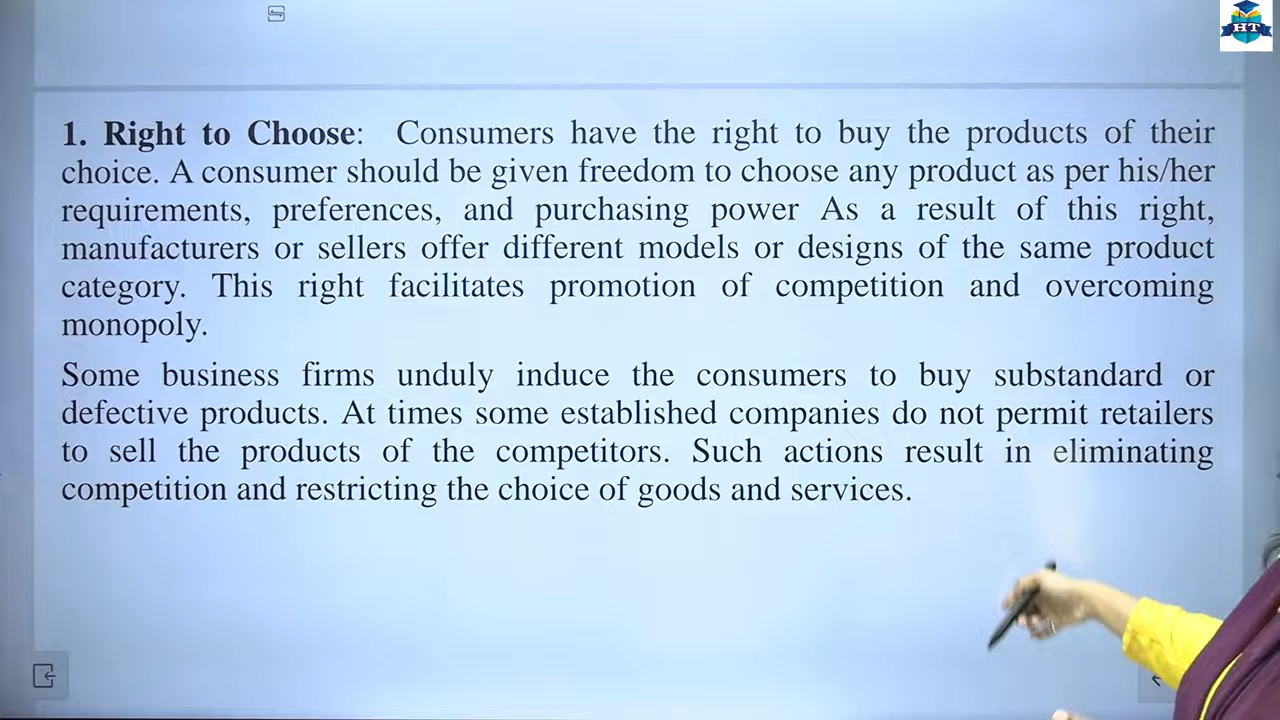 HT
1. Right to Choose: Consumers have the right to buy the products of their
choice. A consumer should be given freedom to choose any product as per his/her
requirements, preferences, and purchasing power As a result of this right,
manufacturers or sellers offer different models or designs of the same product
category. This right facilitates promotion of competition and overcoming
monopoly.
Some business firms unduly induce the consumers to buy substandard or
defective products. At times some established companies do not permit retailers
to sell the products of the competitors. Such actions result in eliminating
competition and restricting the choice of goods and services.